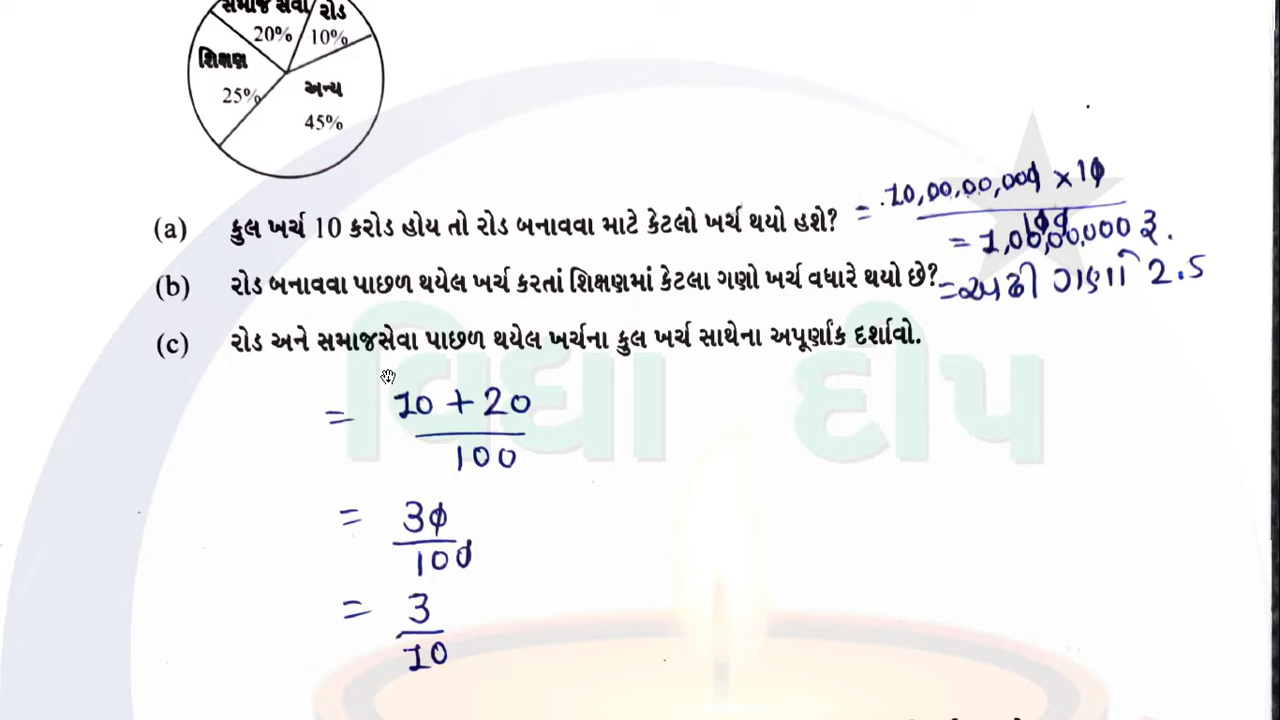 સમાજ સેવા રોડ
20% 10%
શિક્ષણ
અન્ય
25%
45%
(a) કુલ ખર્ચ 10 કરોડ હોય તો રોડ બનાવવા માટે કેટલો ખર્ચ થયો હશે? = 10,00,00,000 × 10
100
= 1,00,00,000 રૂ.
(b) રોડ બનાવવા પાછળ થયેલ ખર્ચ કરતાં શિક્ષણમાં કેટલા ગણો ખર્ચ વધારે થયો છે? = અઢી ગણો 2.5
(c) રોડ અને સમાજસેવા પાછળ થયેલ ખર્ચના કુલ ખર્ચ સાથેના અપૂર્ણાંક દર્શાવો.
વિદ્યા દીપ
= 10 + 20
100
= 30
100
= 3
10